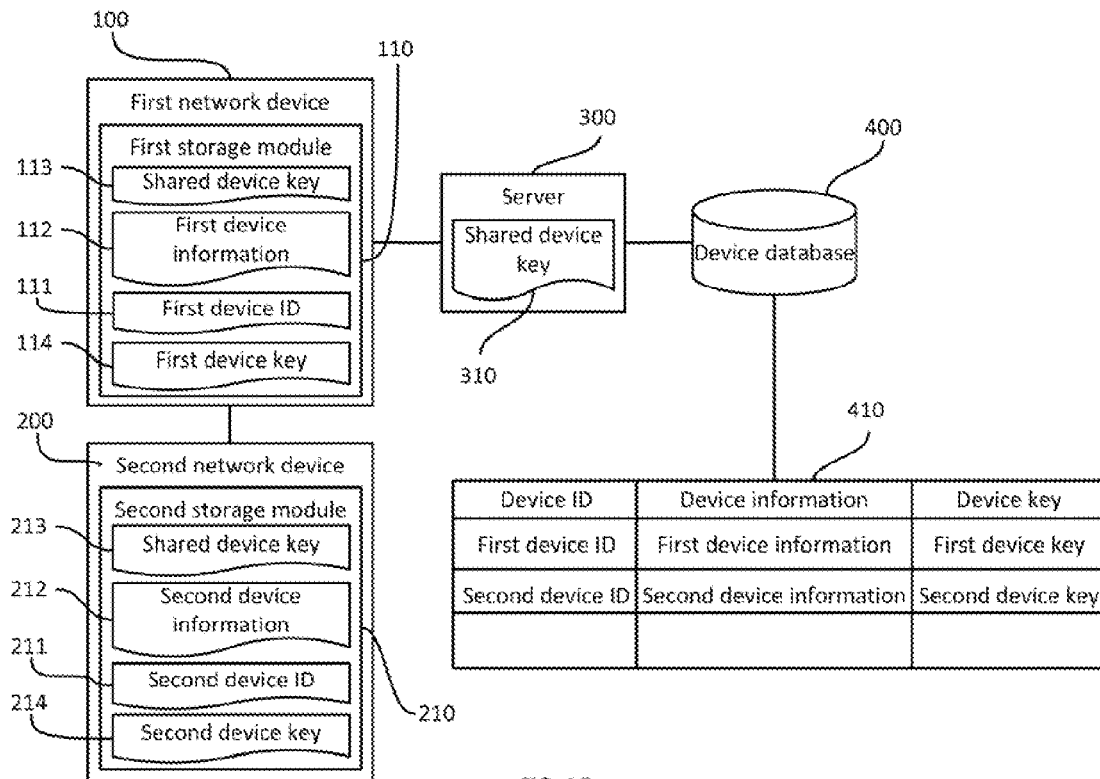 100
110
First network device
First storage module
113
Shared device key
112
First device
information
111
First device ID
114
First device key
300
Server
Shared device
key
310
400
Device database
200
Second network device
Second storage module
213
Shared device key
212
Second device
information
211
Second device ID
214
Second device key
210
410
Device ID Device information Device key
First device ID First device information First device key
Second device ID Second device information Second device key